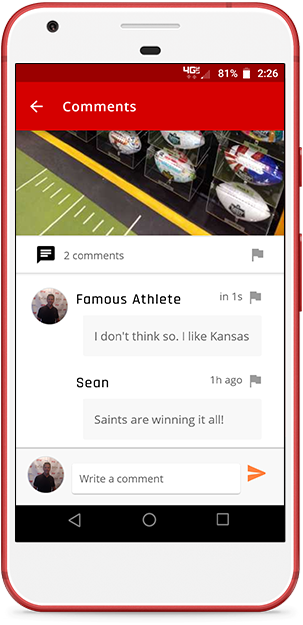 4G 81% 2:26
Comments
2 comments
Famous Athlete in 1s
I don't think so. I like Kansas
Sean 1h ago
Saints are winning it all!
Write a comment